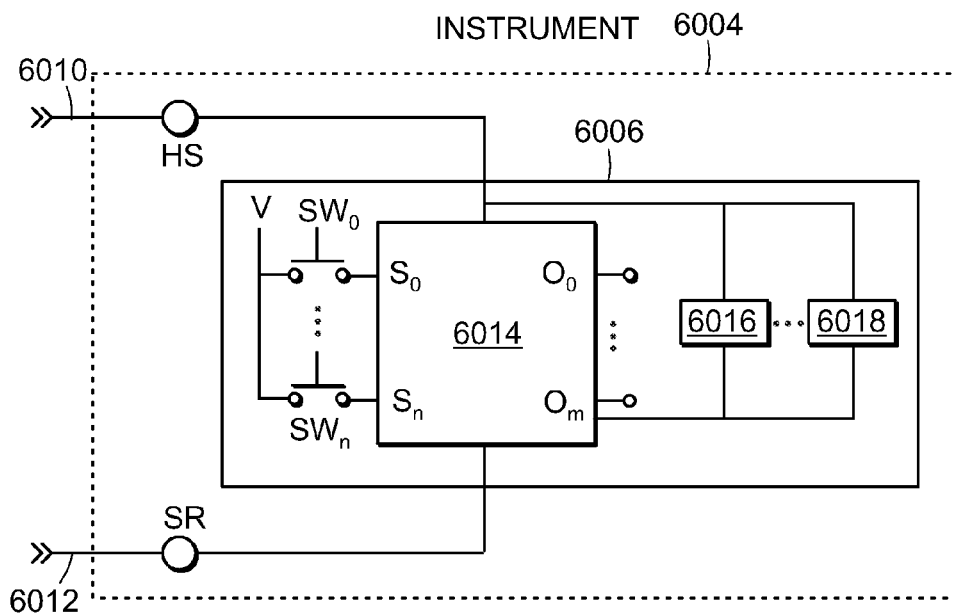 INSTRUMENT 6004
6010
HS
6006
V SW₀
S₀ O₀
6014 6016 6018
Sₙ Oₘ
SWₙ
SR
6012